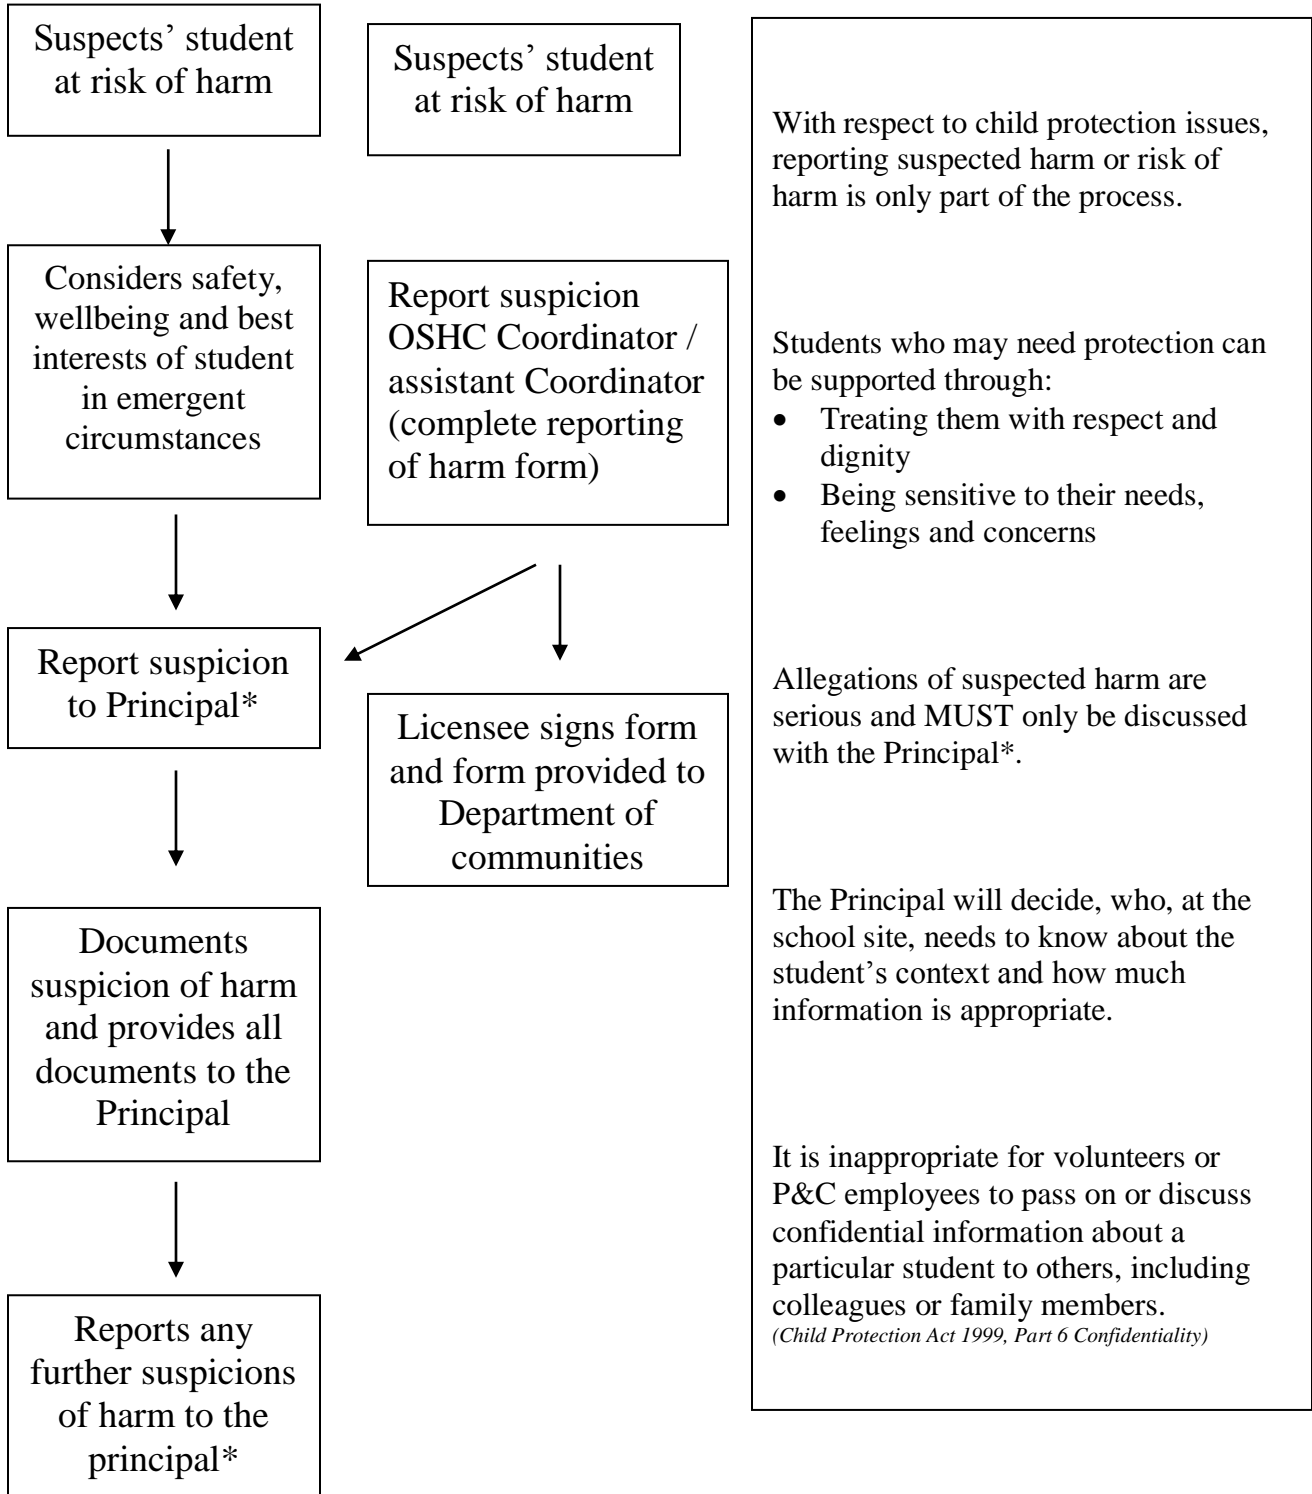 Suspects’ student
at risk of harm
Considers safety,
wellbeing and best
interests of student
in emergent
circumstances
Report suspicion
to Principal*
Documents
suspicion of harm
and provides all
documents to the
Principal
Reports any
further suspicions
of harm to the
principal*
Suspects’ student
at risk of harm
Report suspicion
OSHC Coordinator /
assistant Coordinator
(complete reporting
of harm form)
Licensee signs form
and form provided to
Department of
communities
With respect to child protection issues,
reporting suspected harm or risk of
harm is only part of the process.
Students who may need protection can
be supported through:
• Treating them with respect and
dignity
• Being sensitive to their needs,
feelings and concerns
Allegations of suspected harm are
serious and MUST only be discussed
with the Principal*.
The Principal will decide, who, at the
school site, needs to know about the
student’s context and how much
information is appropriate.
It is inappropriate for volunteers or
P&C employees to pass on or discuss
confidential information about a
particular student to others, including
colleagues or family members.
(Child Protection Act 1999, Part 6 Confidentiality)